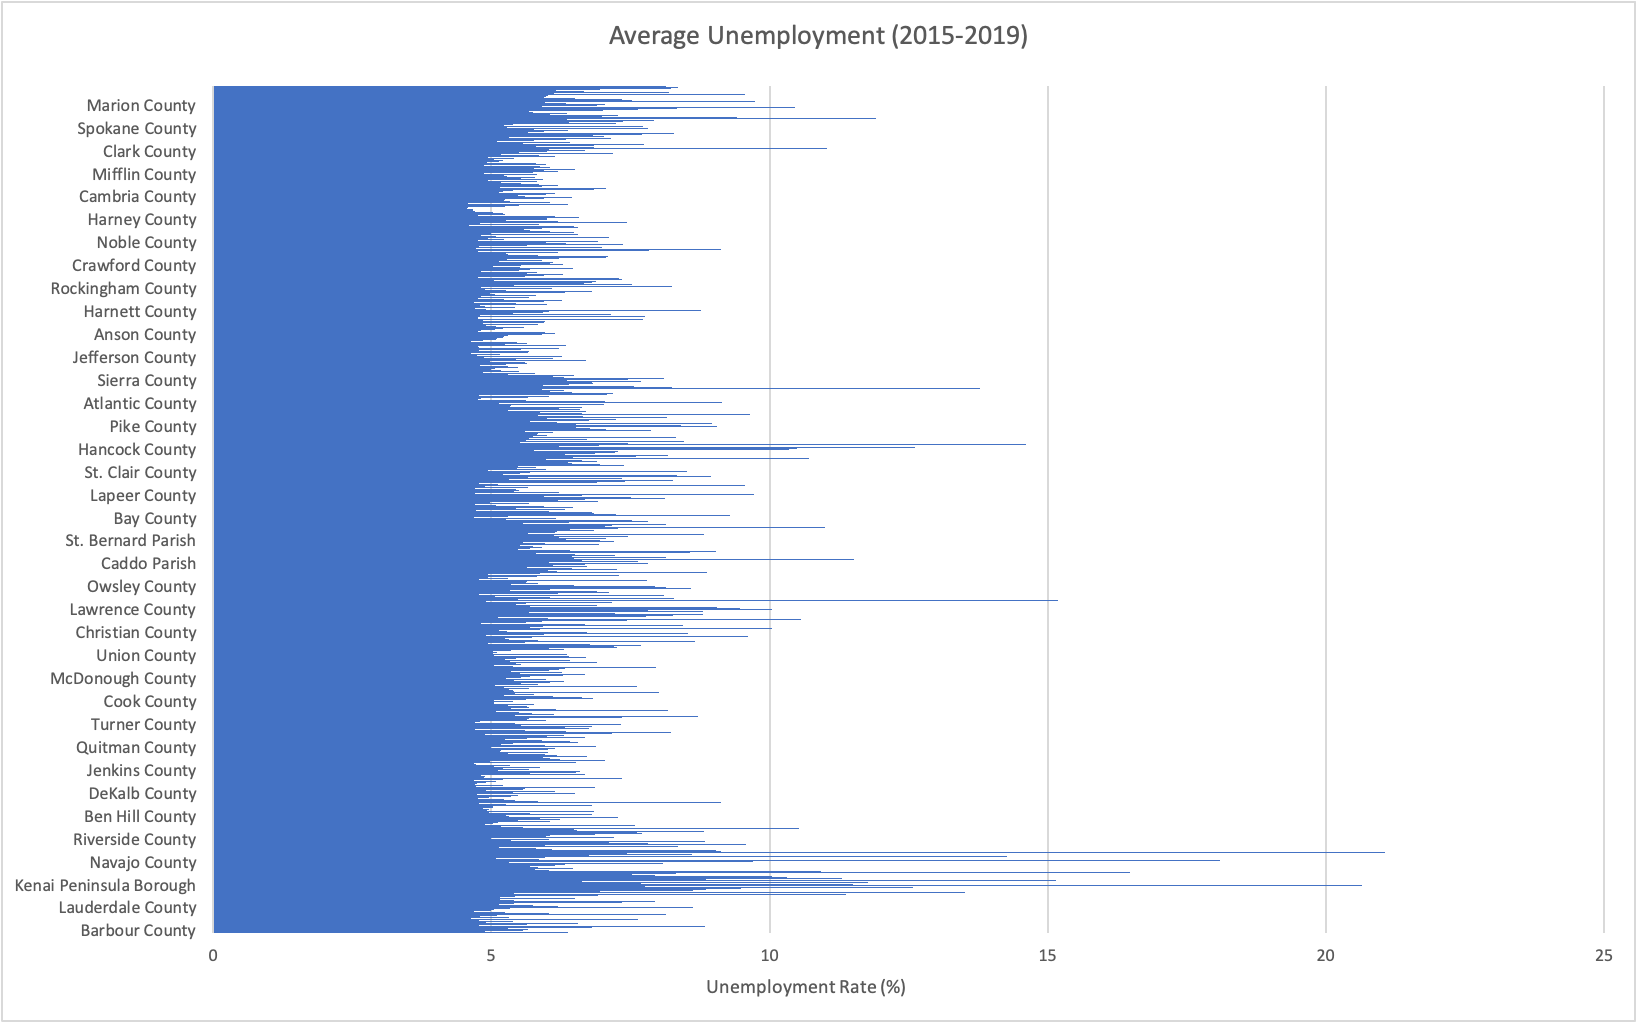 Average Unemployment (2015-2019)
Marion County
Spokane County
Clark County
Mifflin County
Cambria County
Harney County
Noble County
Crawford County
Rockingham County
Harnett County
Anson County
Jefferson County
Sierra County
Atlantic County
Pike County
Hancock County
St. Clair County
Lapeer County
Bay County
St. Bernard Parish
Caddo Parish
Owsley County
Lawrence County
Christian County
Union County
McDonough County
Cook County
Turner County
Quitman County
Jenkins County
DeKalb County
Ben Hill County
Riverside County
Navajo County
Kenai Peninsula Borough
Lauderdale County
Barbour County
0 5 10 15 20 25
Unemployment Rate (%)